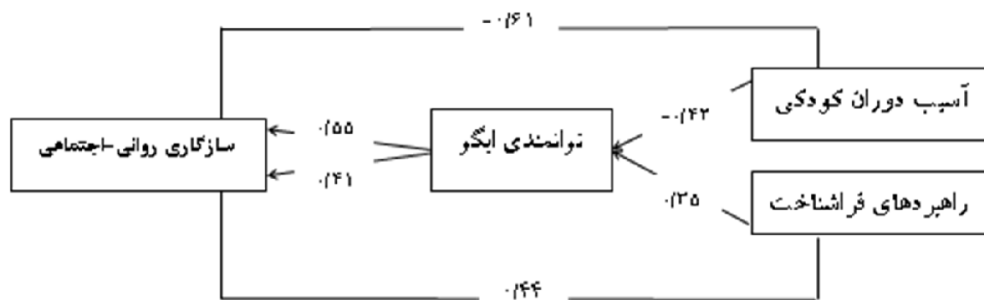 -۰/۶۱
آسیب دوران کودکی
-۰/۴۳
توانمندی ایگو
۰/۵۵
سازگاری روانی-اجتماعی
۰/۴۱
راهبردهای فراشناخت
۰/۳۵
۰/۴۴